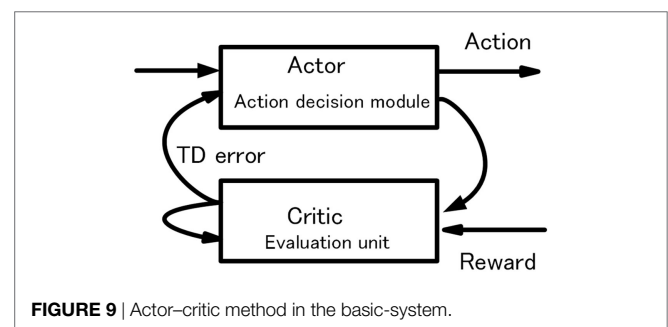 Action
Actor
Action decision module
TD error
Critic
Evaluation unit
Reward
FIGURE 9 | Actor–critic method in the basic-system.